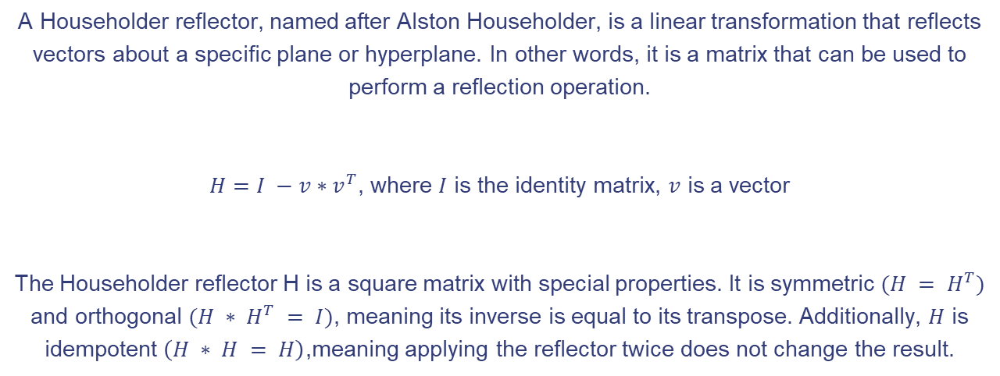 A Householder reflector, named after Alston Householder, is a linear transformation that reflects
vectors about a specific plane or hyperplane. In other words, it is a matrix that can be used to
perform a reflection operation.
H = I − v ∗ vᵀ, where I is the identity matrix, v is a vector
The Householder reflector H is a square matrix with special properties. It is symmetric (H = Hᵀ)
and orthogonal (H ∗ Hᵀ = I), meaning its inverse is equal to its transpose. Additionally, H is
idempotent (H ∗ H = H),meaning applying the reflector twice does not change the result.